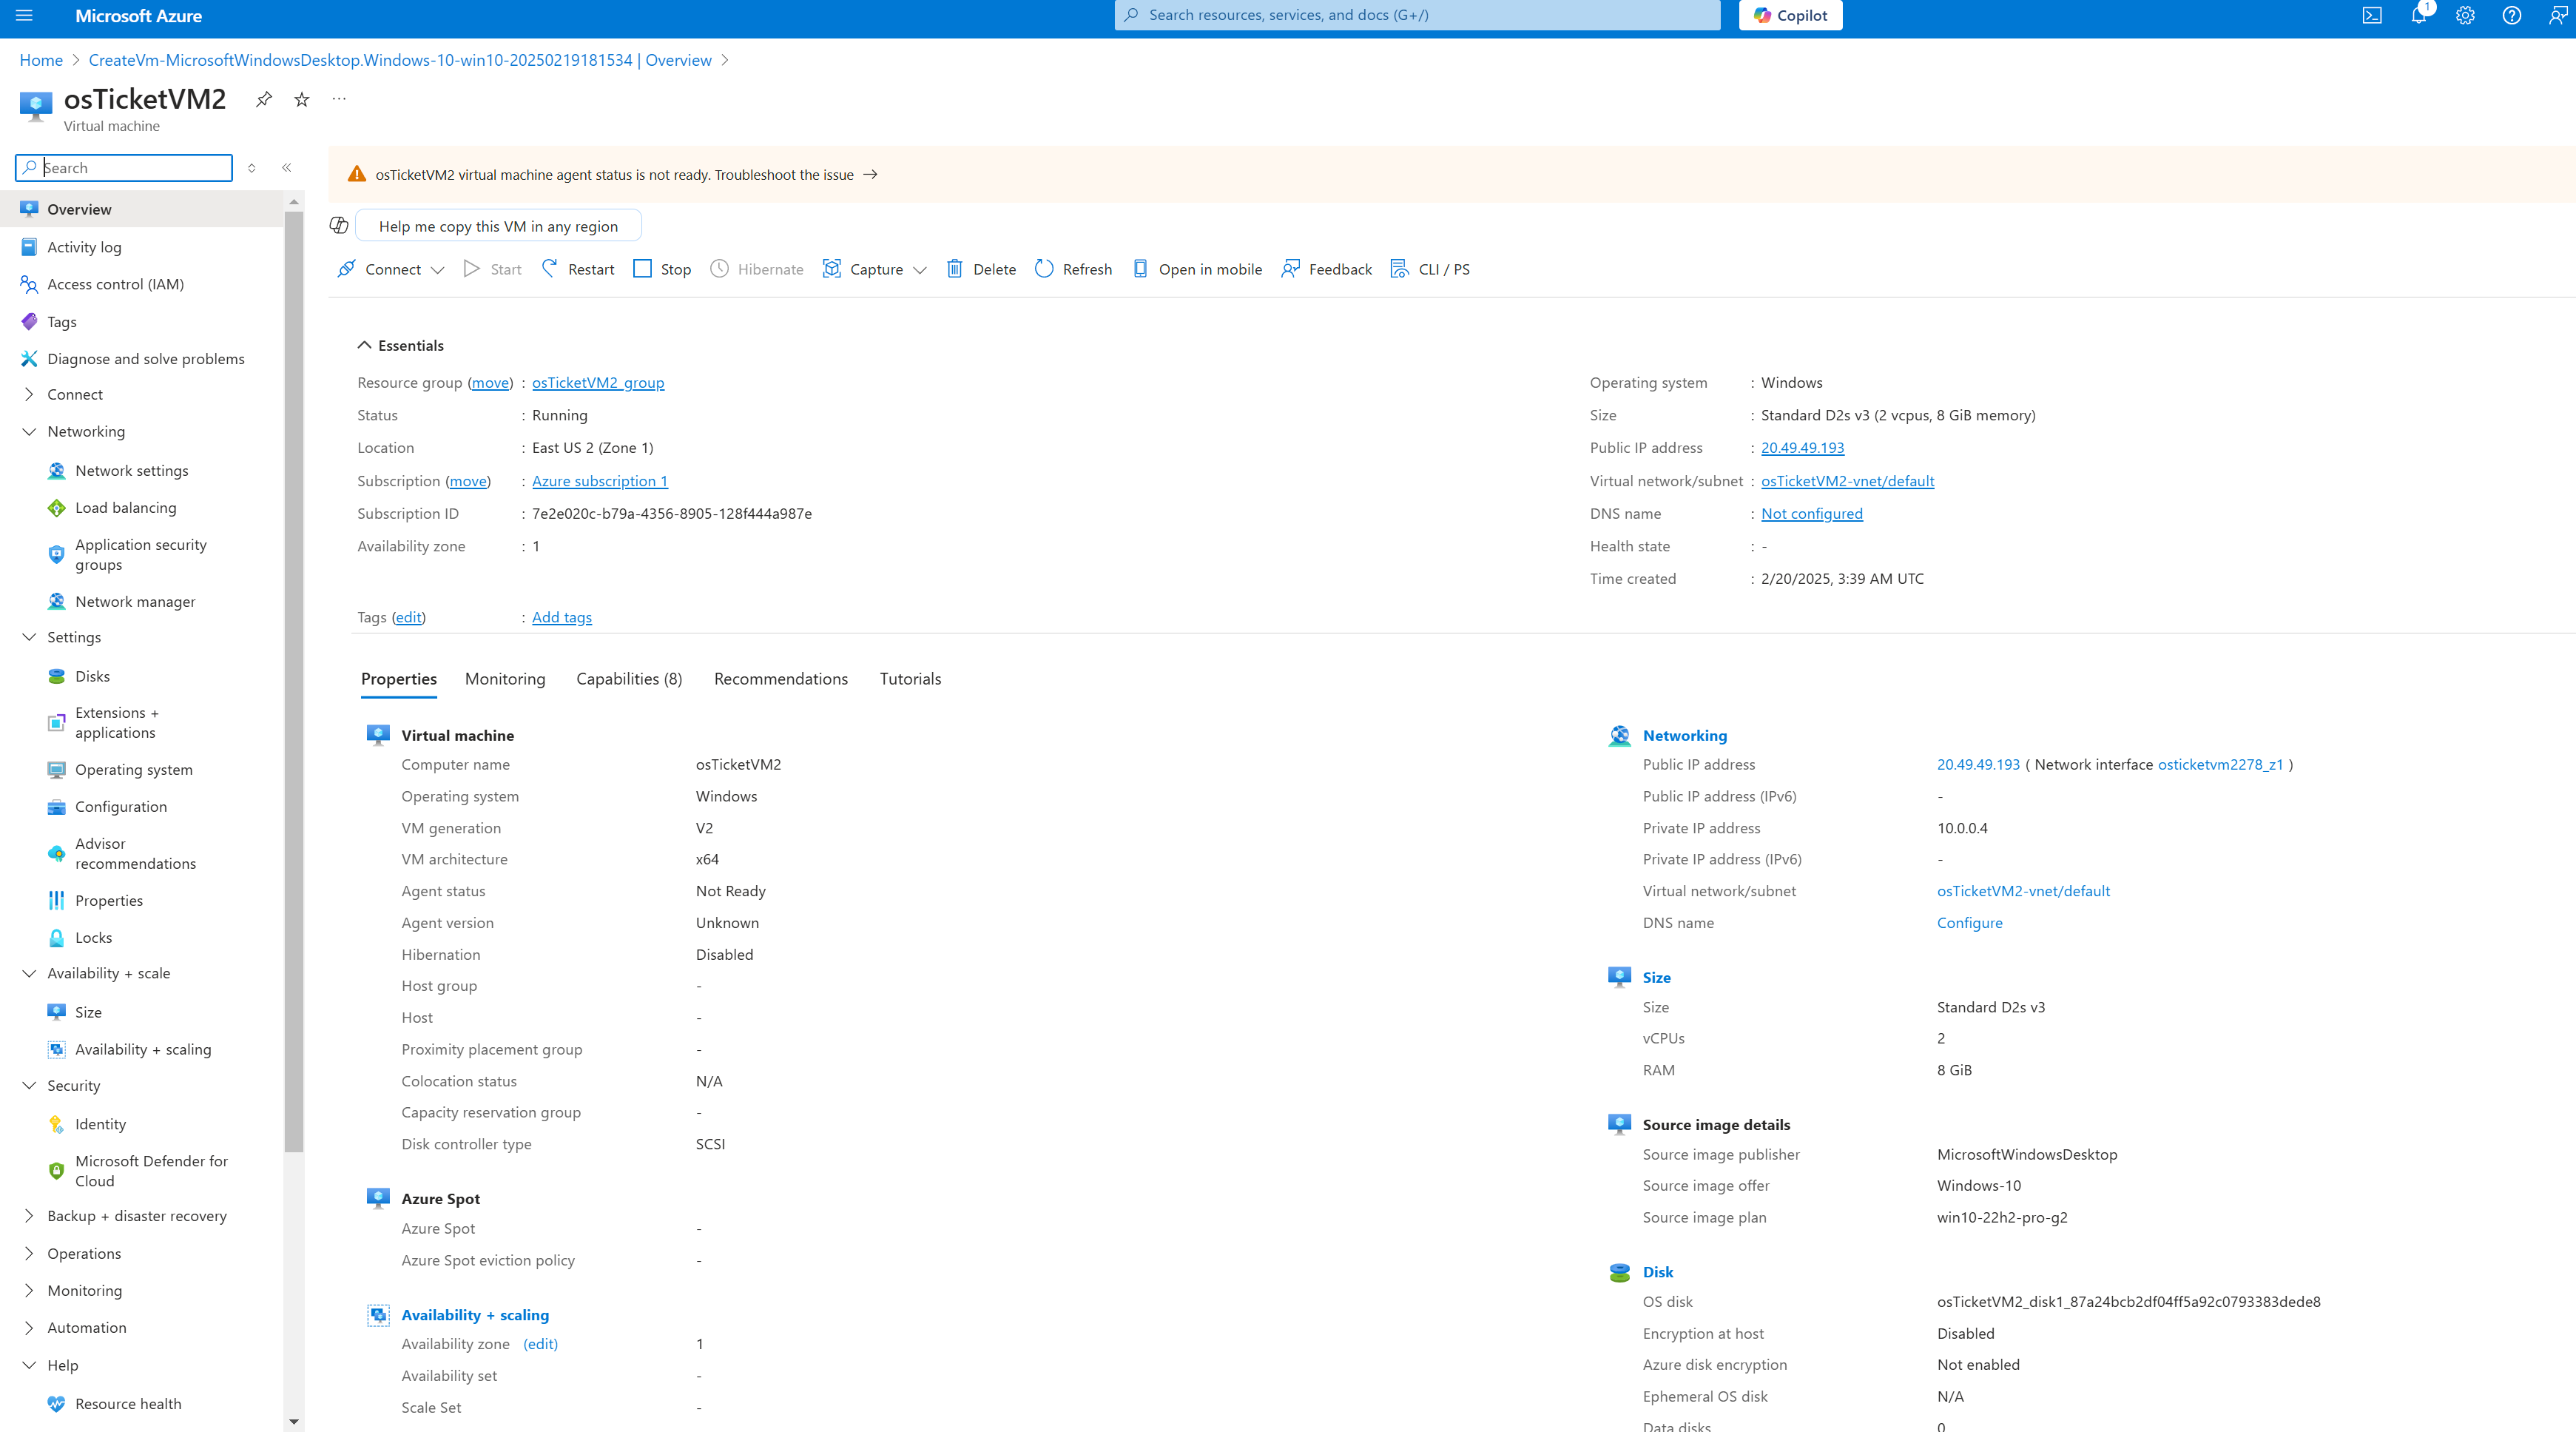 Microsoft Azure
Search resources, services, and docs (G+/)
Copilot
1
Home > CreateVm-MicrosoftWindowsDesktop.Windows-10-win10-20250219181534 | Overview >
osTicketVM2
Virtual machine
Search
Overview
Activity log
Access control (IAM)
Tags
Diagnose and solve problems
Connect
Networking
Network settings
Load balancing
Application security
groups
Network manager
Settings
Disks
Extensions +
applications
Operating system
Configuration
Advisor
recommendations
Properties
Locks
Availability + scale
Size
Availability + scaling
Security
Identity
Microsoft Defender for
Cloud
Backup + disaster recovery
Operations
Monitoring
Automation
Help
Resource health
osTicketVM2 virtual machine agent status is not ready. Troubleshoot the issue →
Help me copy this VM in any region
Connect Start Restart Stop Hibernate Capture Delete Refresh Open in mobile Feedback CLI / PS
Essentials
Resource group (move) : osTicketVM2_group
Status : Running
Location : East US 2 (Zone 1)
Subscription (move) : Azure subscription 1
Subscription ID : 7e2e020c-b79a-4356-8905-128f444a987e
Availability zone : 1
Operating system : Windows
Size : Standard D2s v3 (2 vcpus, 8 GiB memory)
Public IP address : 20.49.49.193
Virtual network/subnet : osTicketVM2-vnet/default
DNS name : Not configured
Health state : -
Time created : 2/20/2025, 3:39 AM UTC
Tags (edit) : Add tags
Properties Monitoring Capabilities (8) Recommendations Tutorials
Virtual machine
Computer name osTicketVM2
Operating system Windows
VM generation V2
VM architecture x64
Agent status Not Ready
Agent version Unknown
Hibernation Disabled
Host group -
Host -
Proximity placement group -
Colocation status N/A
Capacity reservation group -
Disk controller type SCSI
Azure Spot
Azure Spot -
Azure Spot eviction policy -
Availability + scaling
Availability zone (edit) 1
Availability set -
Scale Set -
Networking
Public IP address 20.49.49.193 ( Network interface osticketvm2278_z1 )
Public IP address (IPv6) -
Private IP address 10.0.0.4
Private IP address (IPv6) -
Virtual network/subnet osTicketVM2-vnet/default
DNS name Configure
Size
Size Standard D2s v3
vCPUs 2
RAM 8 GiB
Source image details
Source image publisher MicrosoftWindowsDesktop
Source image offer Windows-10
Source image plan win10-22h2-pro-g2
Disk
OS disk osTicketVM2_disk1_87a24bcb2df04ff5a92c0793383dede8
Encryption at host Disabled
Azure disk encryption Not enabled
Ephemeral OS disk N/A
Data disks 0